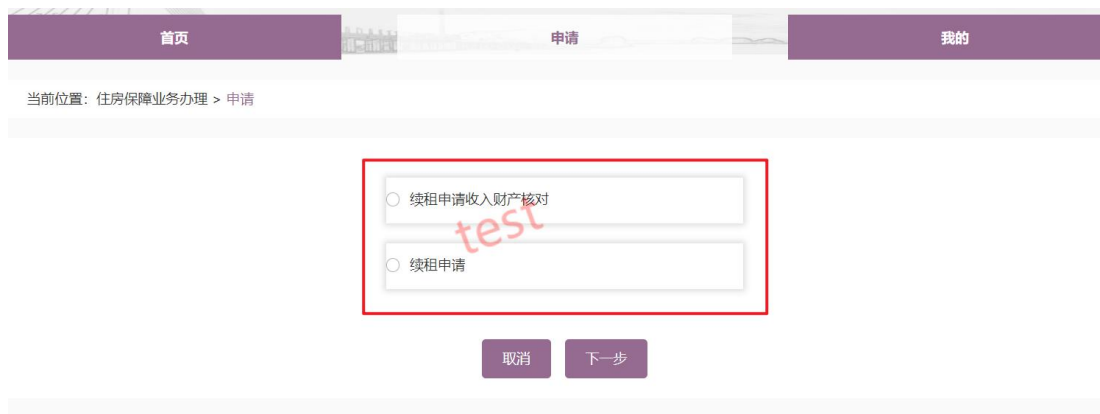 首页 申请 我的
当前位置：住房保障业务办理 > 申请
续租申请收入财产核对
test
续租申请
取消 下一步